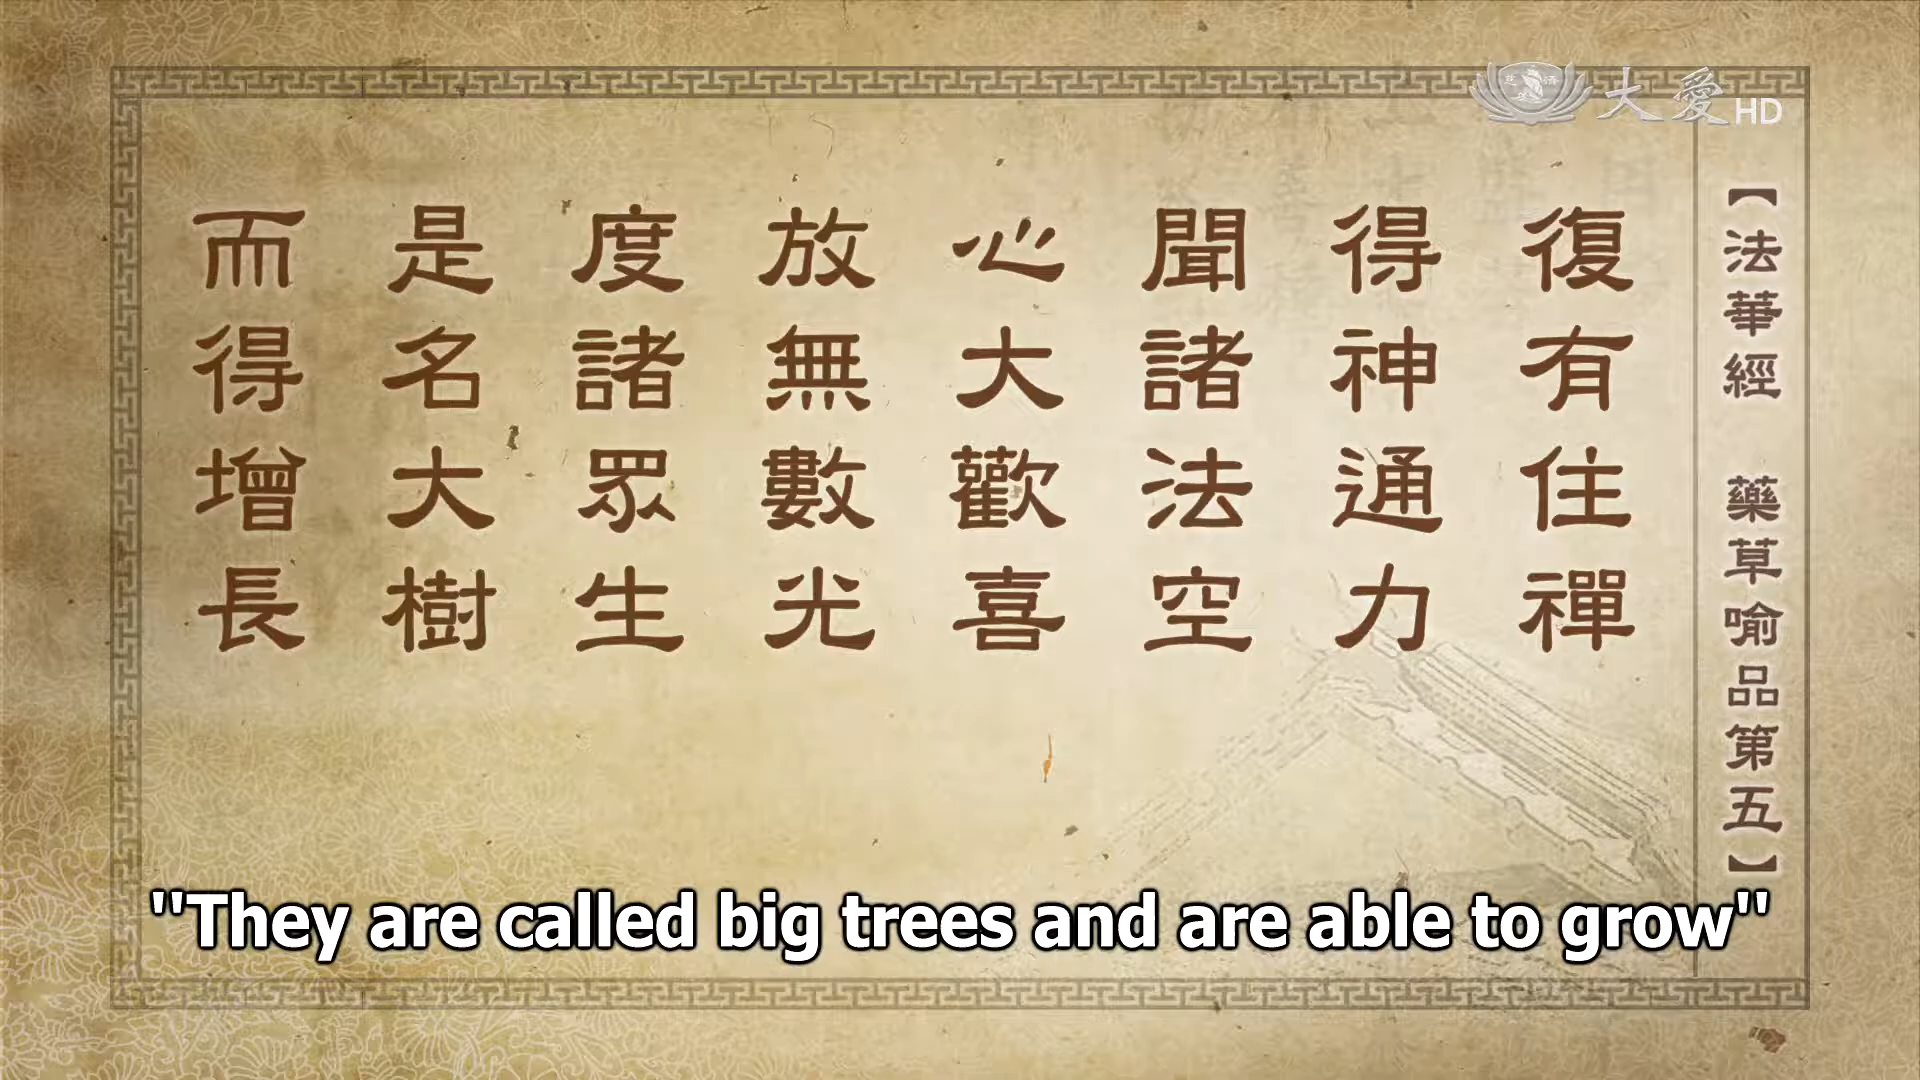 大愛HD
【法華經 藥草喻品第五】
復有住禪
得神通力
聞諸法空
心大歡喜
放無數光
度諸眾生
是名大樹
而得增長
"They are called big trees and are able to grow"